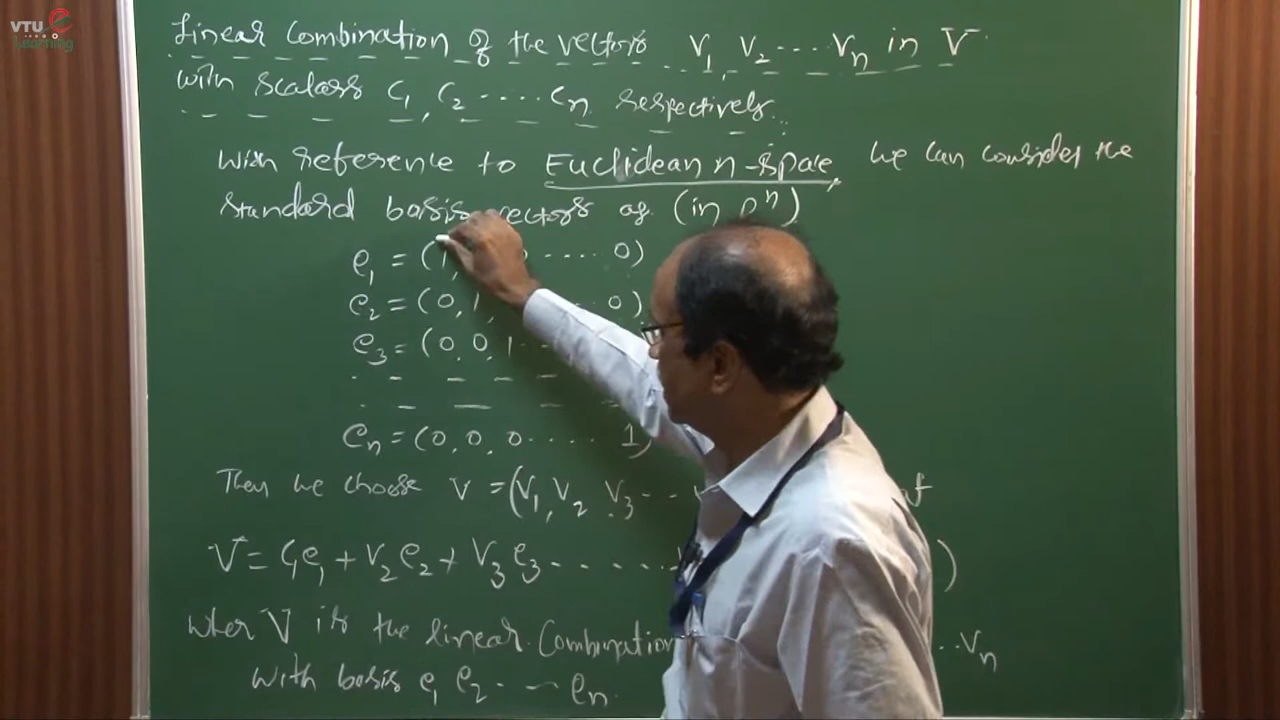 VTU e
learning
Linear Combination of the vectors V₁, V₂ ---- Vₙ in V
with scalars C₁, C₂ ----- Cₙ respectively.
With reference to Euclidean n-space, we can consider the
standard basis vectors as (in Rⁿ)
e₁ = (1, ---- 0)
e₂ = (0, 1, -- 0)
e₃ = (0, 0, 1 --
eₙ = (0, 0, 0 ----- 1)
Then we choose V = (V₁, V₂ V₃ ---
V = C₁e₁ + V₂e₂ + V₃e₃ ------- )
Wher V is the linear Combination ..Vₙ
with basis e₁ e₂ --- eₙ.